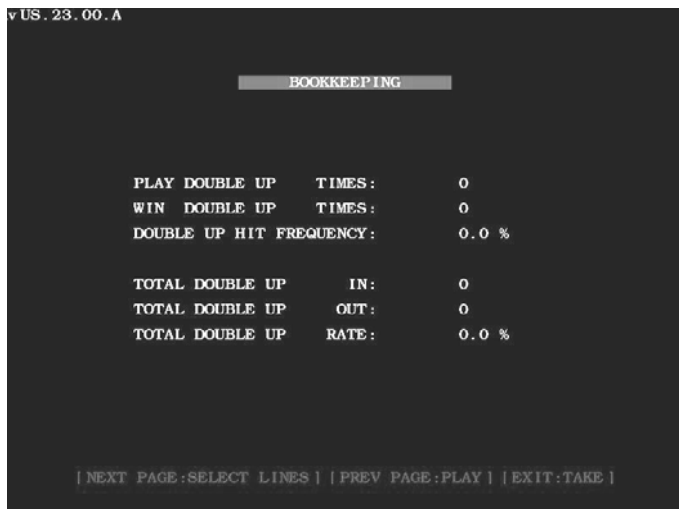 v US.23.00.A
BOOKKEEPING
PLAY DOUBLE UP TIMES: 0
WIN DOUBLE UP TIMES: 0
DOUBLE UP HIT FREQUENCY: 0.0 %
TOTAL DOUBLE UP IN: 0
TOTAL DOUBLE UP OUT: 0
TOTAL DOUBLE UP RATE: 0.0 %
[NEXT PAGE:SELECT LINES] [PREV PAGE:PLAY] [EXIT:TAKE]